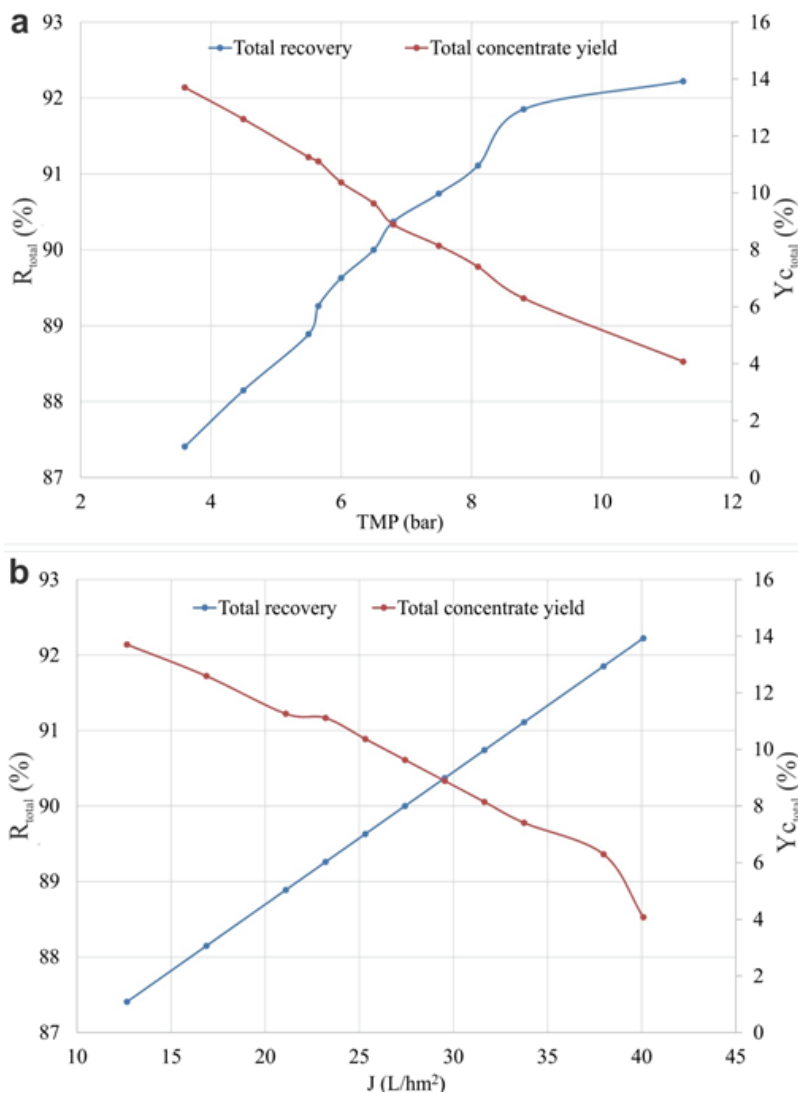 a
93
92
91
90
89
88
87
R_total (%)
Total recovery
Total concentrate yield
16
14
12
10
8
6
4
2
0
Yc_total (%)
2 4 6 8 10 12
TMP (bar)
b
93
92
91
90
89
88
87
R_total (%)
Total recovery
Total concentrate yield
16
14
12
10
8
6
4
2
0
Yc_total (%)
10 15 20 25 30 35 40 45
J (L/hm²)